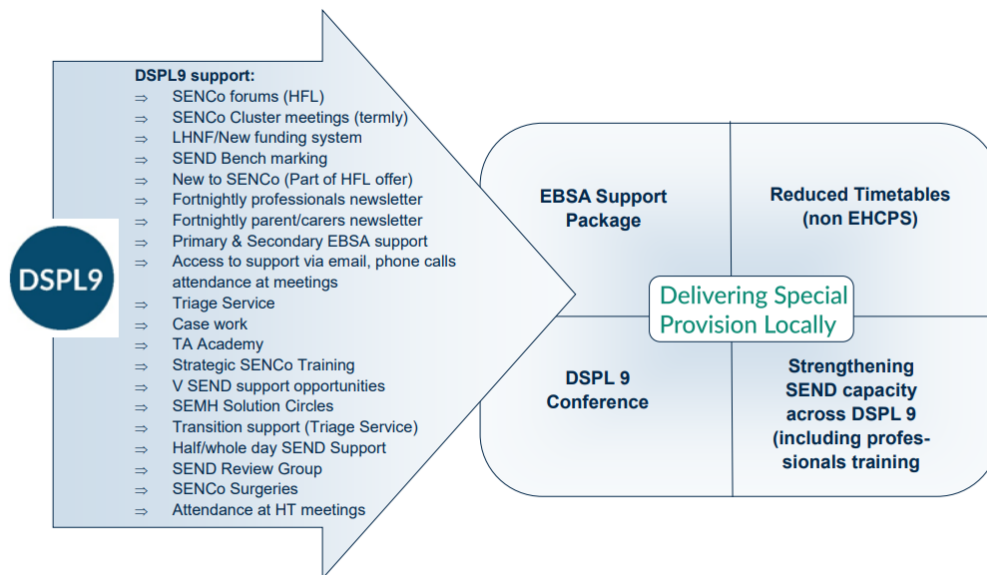 DSPL9
DSPL9 support:
⇒ SENCo forums (HFL)
⇒ SENCo Cluster meetings (termly)
⇒ LHNF/New funding system
⇒ SEND Bench marking
⇒ New to SENCo (Part of HFL offer)
⇒ Fortnightly professionals newsletter
⇒ Fortnightly parent/carers newsletter
⇒ Primary & Secondary EBSA support
⇒ Access to support via email, phone calls
attendance at meetings
⇒ Triage Service
⇒ Case work
⇒ TA Academy
⇒ Strategic SENCo Training
⇒ V SEND support opportunities
⇒ SEMH Solution Circles
⇒ Transition support (Triage Service)
⇒ Half/whole day SEND Support
⇒ SEND Review Group
⇒ SENCo Surgeries
⇒ Attendance at HT meetings
EBSA Support
Package
Reduced Timetables
(non EHCPS)
Delivering Special
Provision Locally
DSPL 9
Conference
Strengthening
SEND capacity
across DSPL 9
(including profes-
sionals training